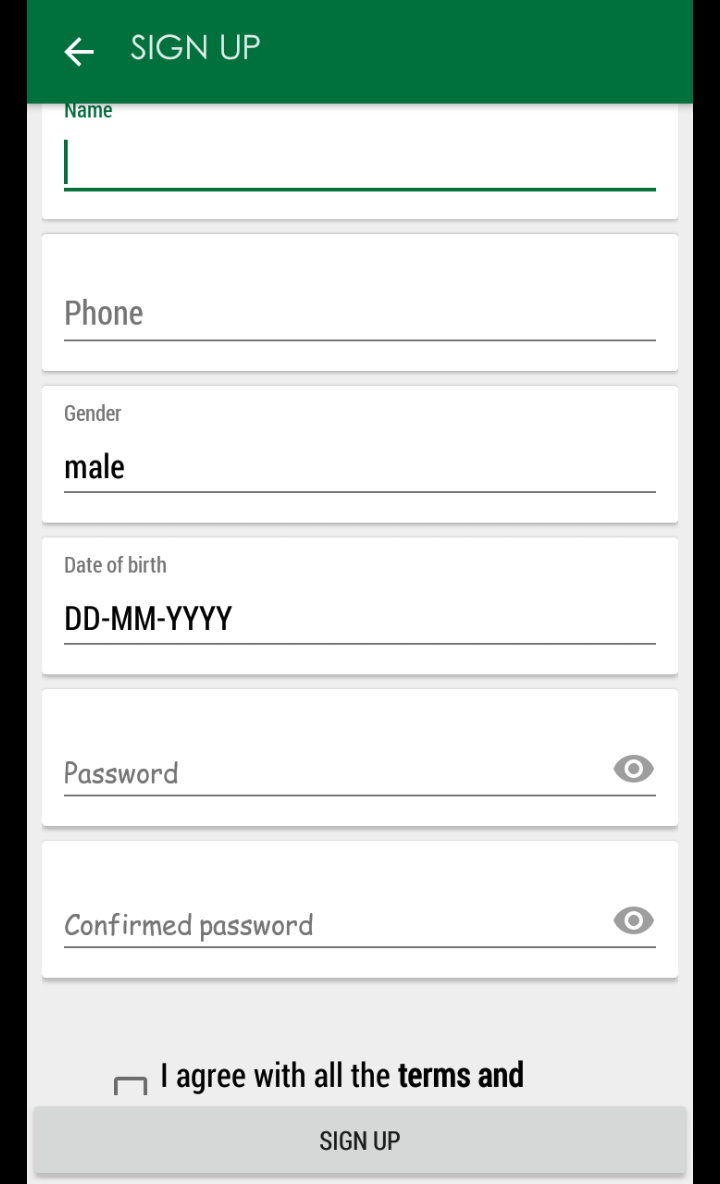 SIGN UP
Name
Phone
Gender
male
Date of birth
DD-MM-YYYY
Password
Confirmed password
I agree with all the terms and
SIGN UP